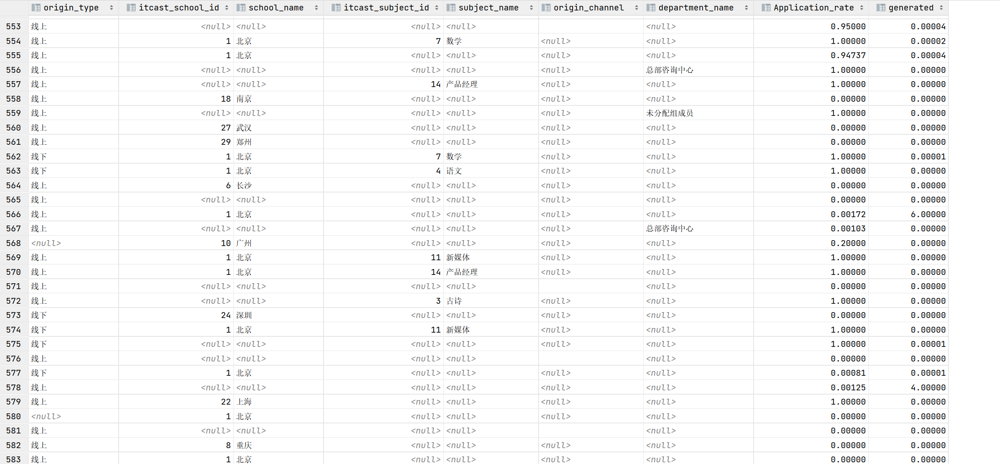 origin_type itcast_school_id school_name itcast_subject_id subject_name origin_channel department_name Application_rate generated
553 线上 <null> <null> <null> <null> <null> 0.95000 0.00004
554 线上 1 北京 7 数学 <null> <null> 1.00000 0.00002
555 线上 1 北京 <null> <null> <null> <null> 0.94737 0.00004
556 线上 <null> <null> <null> <null> <null> 总部咨询中心 1.00000 0.00000
557 线上 <null> <null> 14 产品经理 <null> <null> 1.00000 0.00000
558 线上 18 南京 <null> <null> <null> <null> 0.00000 0.00000
559 线上 <null> <null> <null> <null> <null> 未分配组成员 1.00000 0.00000
560 线上 27 武汉 <null> <null> <null> <null> 0.00000 0.00000
561 线上 29 郑州 <null> <null> <null> <null> 0.00000 0.00000
562 线下 1 北京 7 数学 <null> <null> 1.00000 0.00001
563 线下 1 北京 4 语文 <null> <null> 1.00000 0.00000
564 线上 6 长沙 <null> <null> <null> <null> 0.00000 0.00000
565 线上 <null> <null> <null> <null> <null> <null> 0.00000 0.00000
566 线上 1 北京 <null> <null> <null> <null> 0.00172 6.00000
567 线上 <null> <null> <null> <null> <null> 总部咨询中心 0.00103 0.00000
568 <null> 10 广州 <null> <null> <null> <null> 0.20000 0.00000
569 线上 1 北京 11 新媒体 <null> <null> 1.00000 0.00000
570 线上 1 北京 14 产品经理 <null> <null> 1.00000 0.00000
571 线上 <null> <null> <null> <null> <null> 0.00000 0.00000
572 线上 <null> <null> 3 古诗 <null> <null> 1.00000 0.00000
573 线下 24 深圳 <null> <null> <null> <null> 0.00000 0.00000
574 线下 1 北京 11 新媒体 <null> <null> 1.00000 0.00000
575 线下 <null> <null> <null> <null> <null> <null> 1.00000 0.00001
576 线上 <null> <null> <null> <null> <null> 0.00000 0.00000
577 线下 1 北京 <null> <null> <null> <null> 0.00081 0.00001
578 线上 <null> <null> <null> <null> <null> <null> 0.00125 4.00000
579 线上 22 上海 <null> <null> <null> <null> 1.00000 0.00000
580 <null> 1 北京 <null> <null> <null> <null> 0.00000 0.00000
581 线上 <null> <null> <null> <null> <null> 0.00000 0.00000
582 线上 8 重庆 <null> <null> <null> <null> 0.00000 0.00000
583 线上 1 北京 <null> <null> <null> <null> 0.00000 0.00000